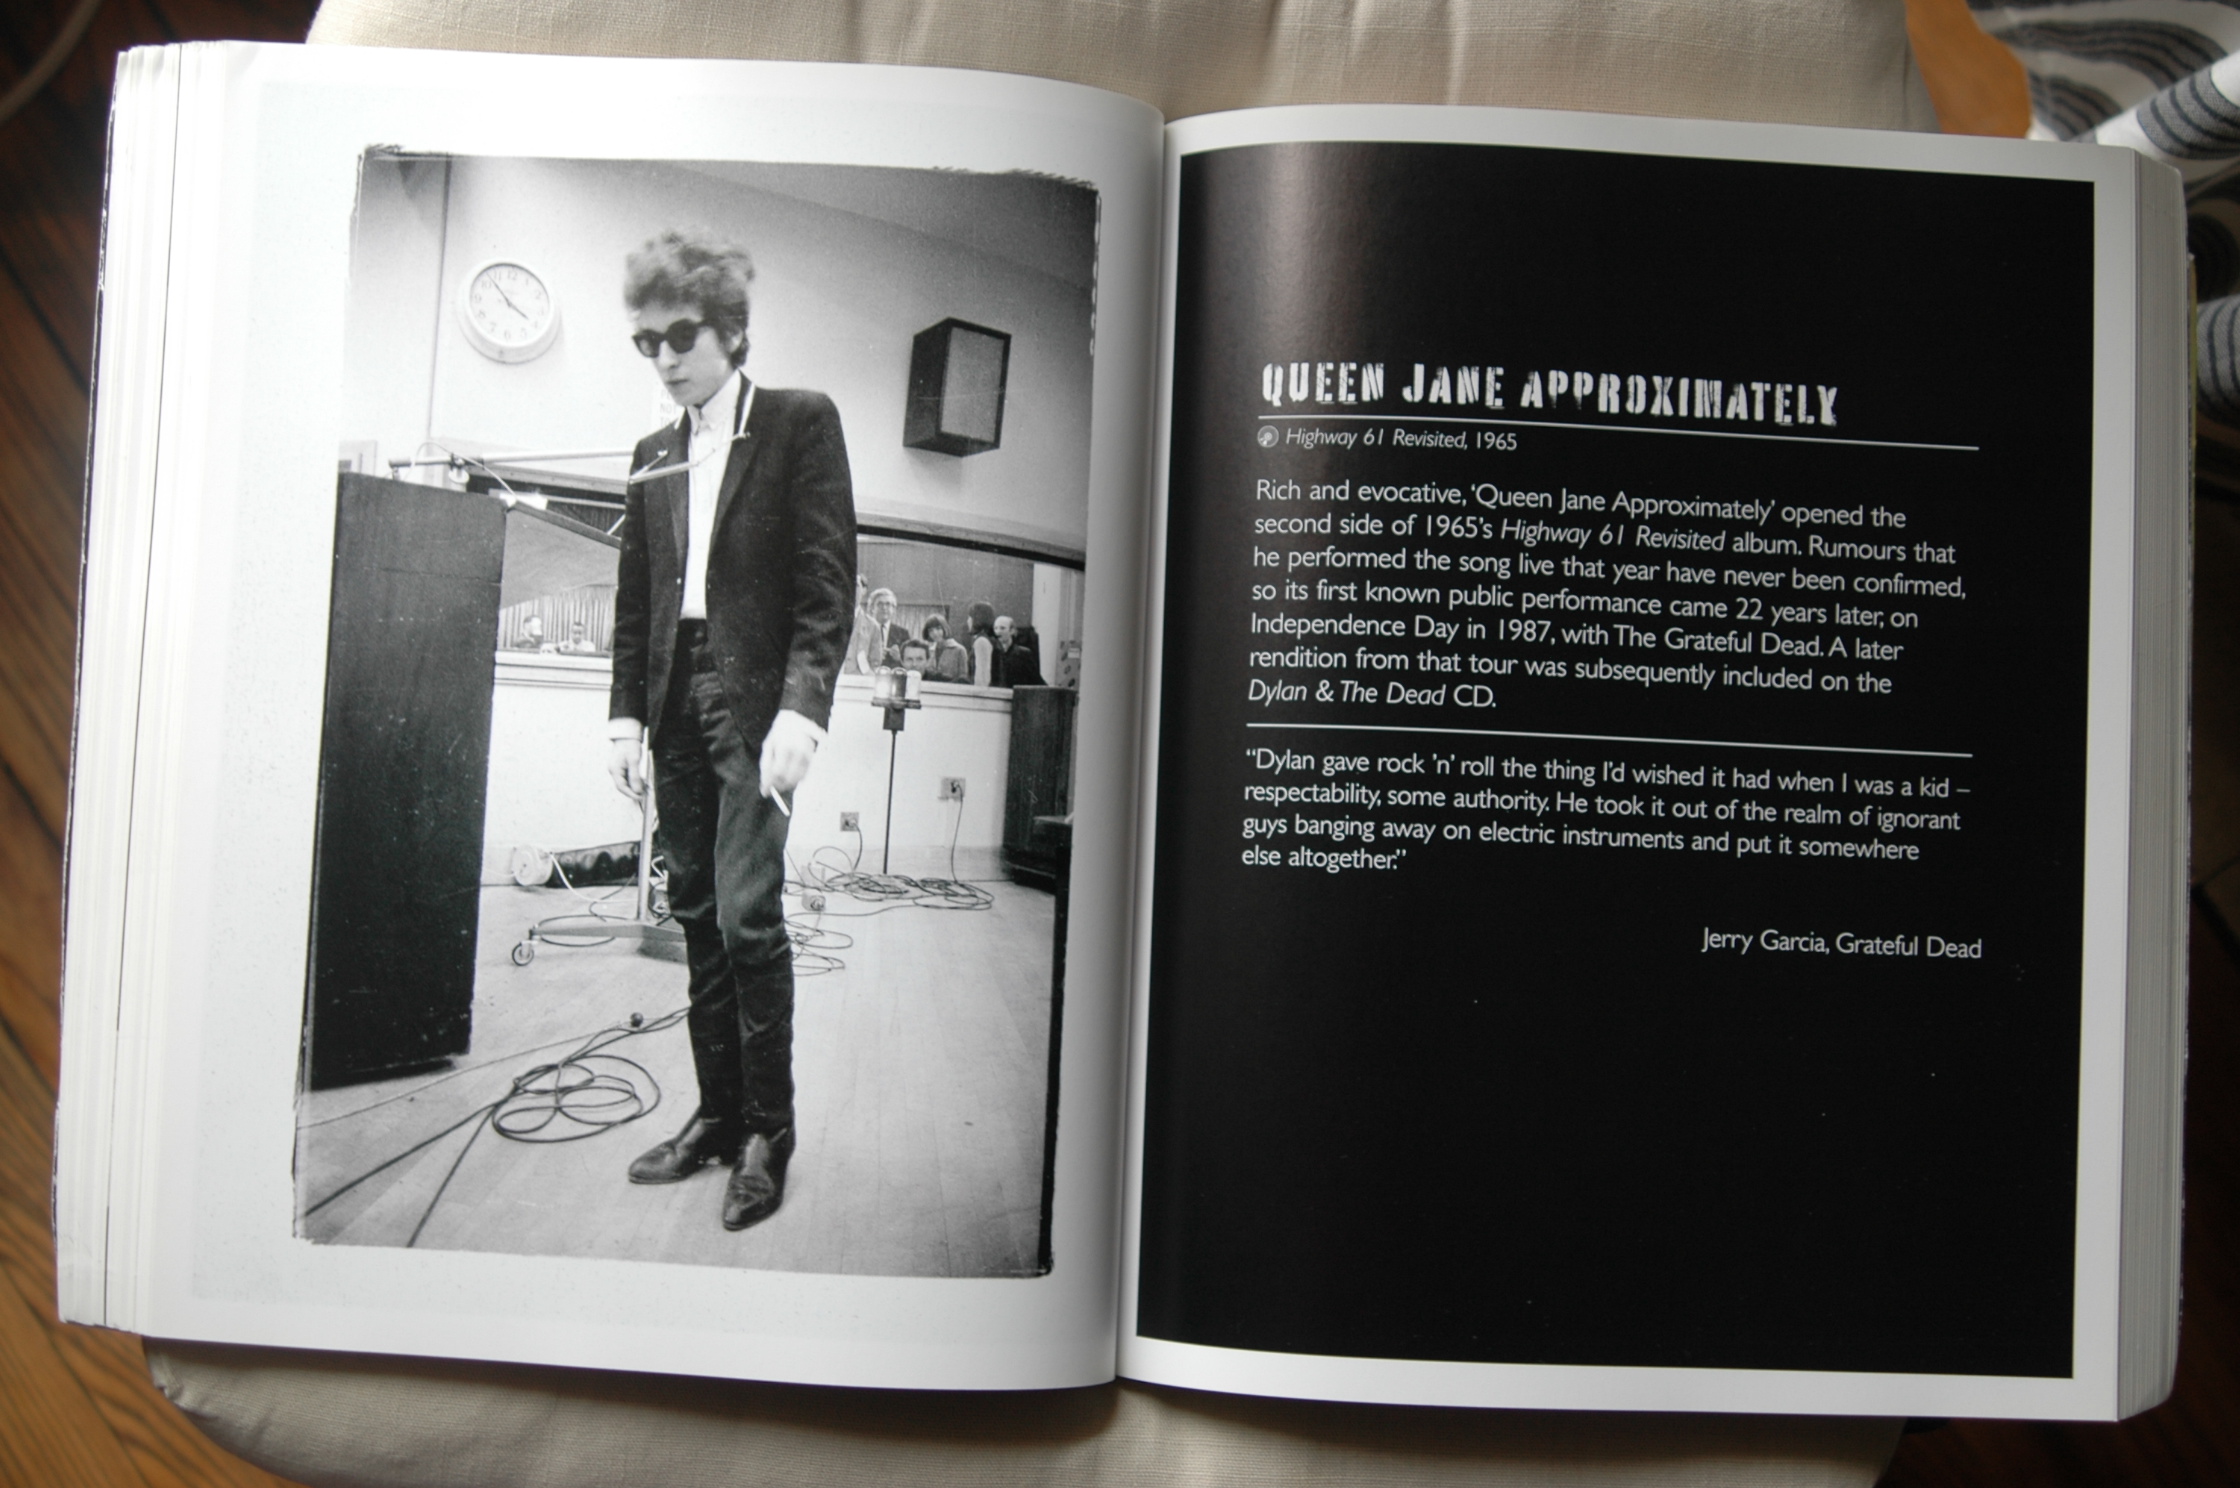 QUEEN JANE APPROXIMATELY
Highway 61 Revisited, 1965
Rich and evocative, 'Queen Jane Approximately' opened the
second side of 1965's Highway 61 Revisited album. Rumours that
he performed the song live that year have never been confirmed,
so its first known public performance came 22 years later, on
Independence Day in 1987, with The Grateful Dead. A later
rendition from that tour was subsequently included on the
Dylan & The Dead CD.
“Dylan gave rock 'n' roll the thing I'd wished it had when I was a kid –
respectability, some authority. He took it out of the realm of ignorant
guys banging away on electric instruments and put it somewhere
else altogether.”
Jerry Garcia, Grateful Dead